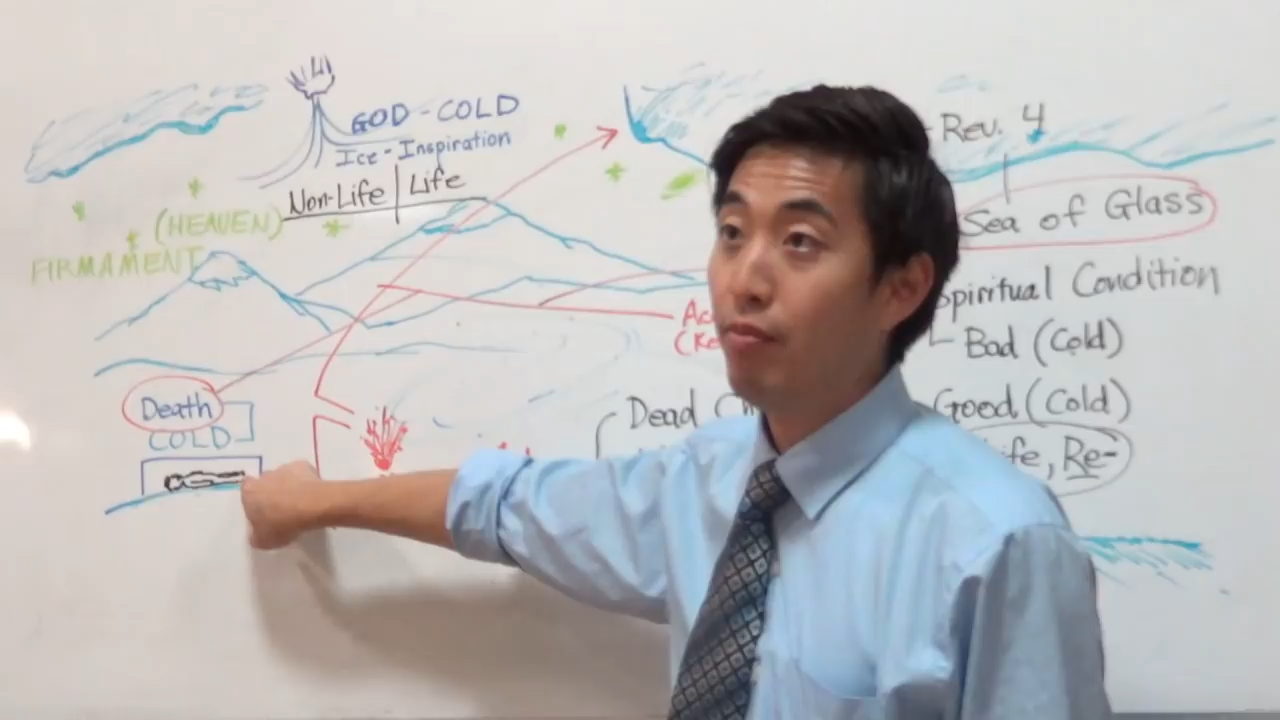 GOD - COLD
Ice - Inspiration
Non-Life | Life
(HEAVEN)
FIRMAMENT
Death
COLD
- Rev. 4
Sea of Glass
Spiritual Condition
Bad (Cold)
Good (Cold)
Re-
Dead